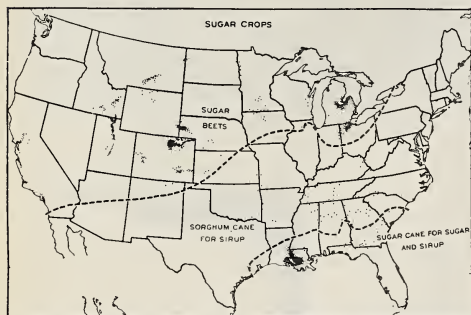 SUGAR CROPS
SUGAR
BEETS
SORGHUM CANE
FOR SIRUP
SUGAR CANE FOR SUGAR
AND SIRUP